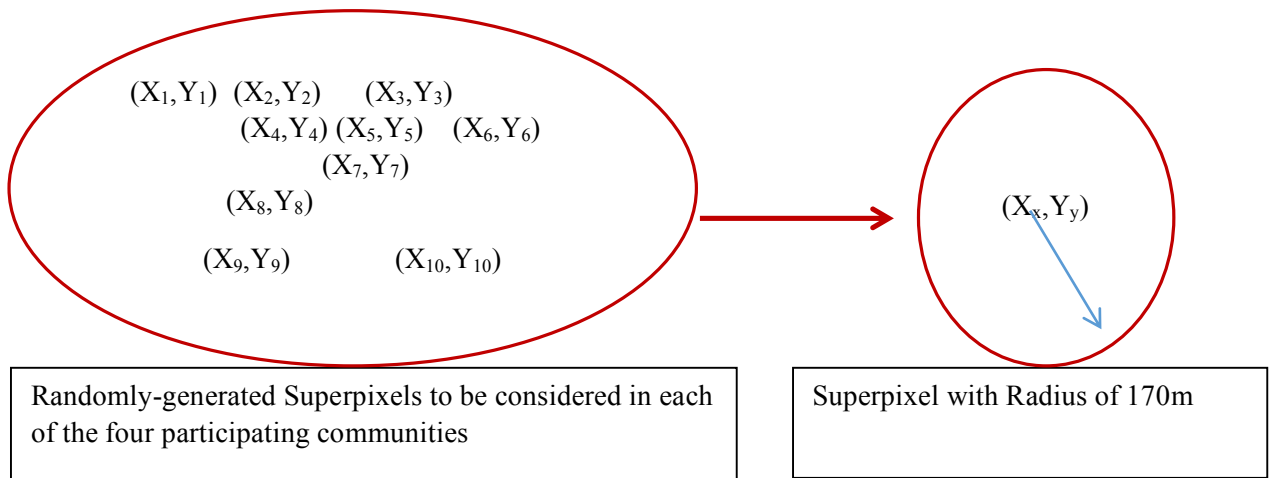 (X₁,Y₁) (X₂,Y₂) (X₃,Y₃)
(X₄,Y₄) (X₅,Y₅) (X₆,Y₆)
(X₇,Y₇)
(X₈,Y₈)
(X₉,Y₉) (X₁₀,Y₁₀)
(Xₓ,Yᵧ)
Randomly-generated Superpixels to be considered in each
of the four participating communities
Superpixel with Radius of 170m